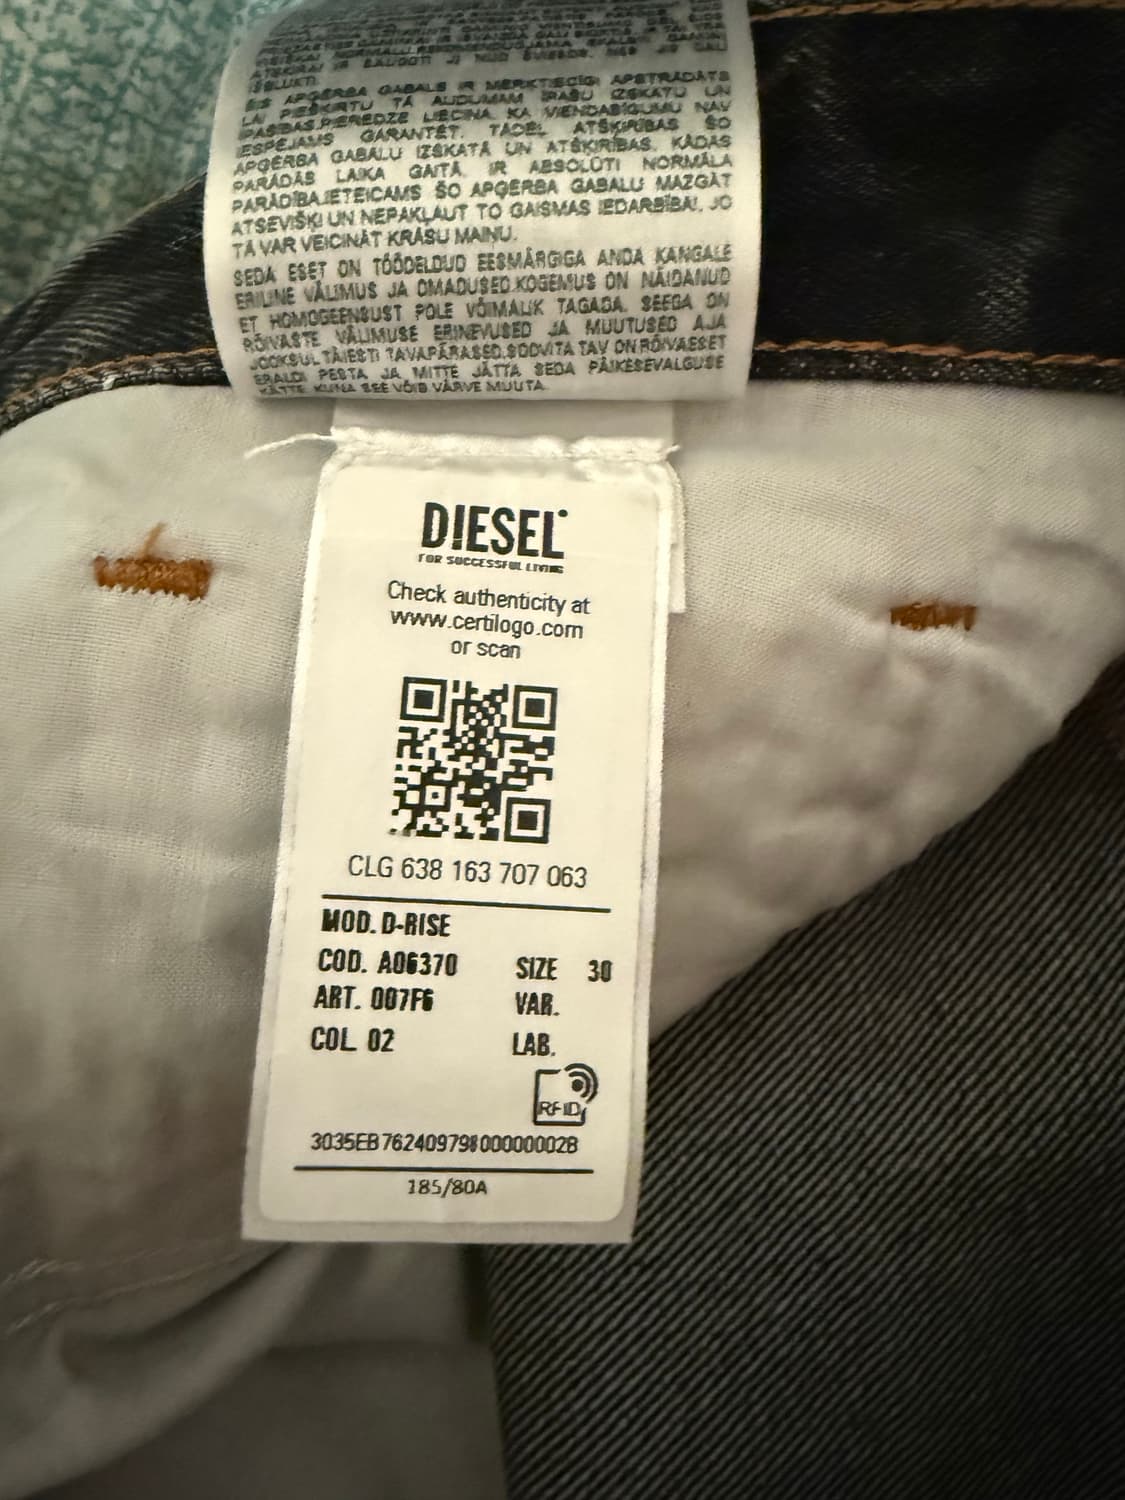 ŠIS APĢĒRBA GABALS IR MĒRĶTIECĪGI APSTRĀDĀTS
LAI PIEŠĶIRTU TĀ AUDUMAM ĪPAŠU IZSKATU UN
ĪPAŠĪBAS.PIEREDZE LIECINA, KA VIENDABĪGUMU NAV
IESPĒJAMS GARANTĒT. TĀDĒĻ ATŠĶIRĪBAS ŠO
APĢĒRBA GABALU IZSKATĀ UN ATŠĶIRĪBAS, KĀDAS
PARĀDĀS LAIKA GAITĀ, IR ABSOLŪTI NORMĀLA
PARĀDĪBA.IETEICAMS ŠO APĢĒRBA GABALU MAZGĀT
ATSEVIŠĶI UN NEPAKĻAUT TO GAISMAS IEDARBĪBAI, JO
TĀ VAR VEICINĀT KRĀSU MAIŅU.
SEDA ESET ON TÖÖDELDUD EESMÄRGIGA ANDA KANGALE
ERILINE VÄLIMUS JA OMADUSED.KOGEMUS ON NÄIDANUD
ET HOMOGEENSUST POLE VÕIMALIK TAGADA. SEEGA ON
RÕIVASTE VÄLIMUSE ERINEVUSED JA MUUTUSED AJA
JOOKSUL TÄIESTI TAVAPÄRASED.SOOVITATAV ON RÕIVAESET
ERALDI PESTA JA MITTE JÄTTA SEDA PÄIKESEVALGUSE
KÄTTE KUNA SEE VÕIB VÄRVE MUUTA.
DIESEL
FOR SUCCESSFUL LIVING
Check authenticity at
www.certilogo.com
or scan
CLG 638 163 707 063
MOD. D-RISE
COD. A06370 SIZE 30
ART. 007F6 VAR.
COL 02 LAB.
RFID
3035EB76240979800000002B
185/80A